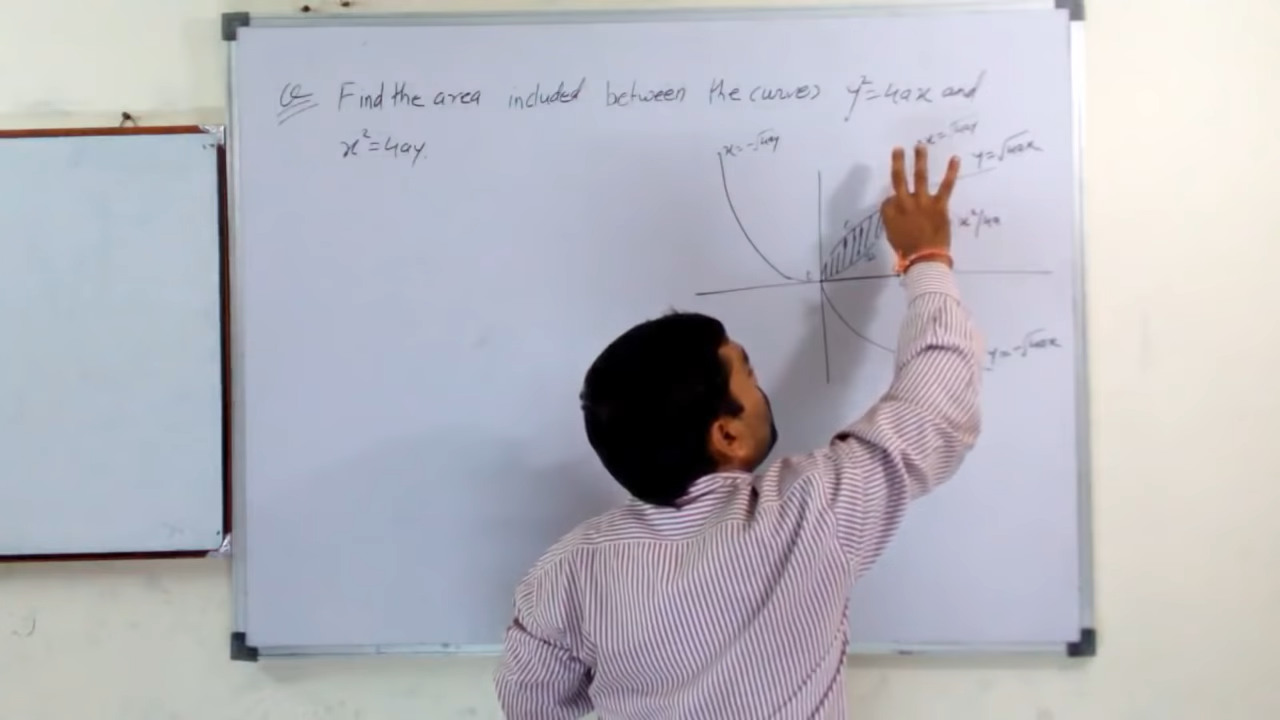 Q Find the area included between the curves y²=4ax and
x²=4ay.
x=-√4ay
x=√4ay
y=√4ax
x²/4a
y=-√4ax